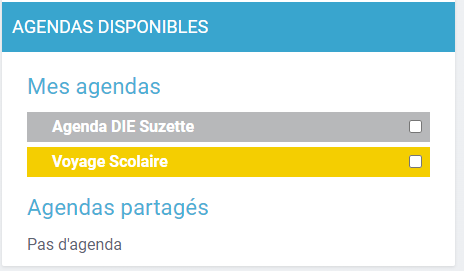 AGENDAS DISPONIBLES
Mes agendas
Agenda DIE Suzette
Voyage Scolaire
Agendas partagés
Pas d'agenda